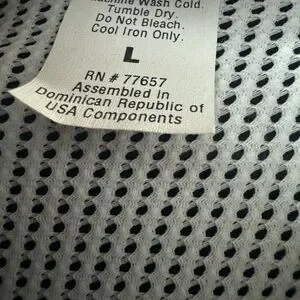 Machine Wash Cold.
Tumble Dry.
Do Not Bleach.
Cool Iron Only.
L
RN # 77657
Assembled In
Dominican Republic of
USA Components